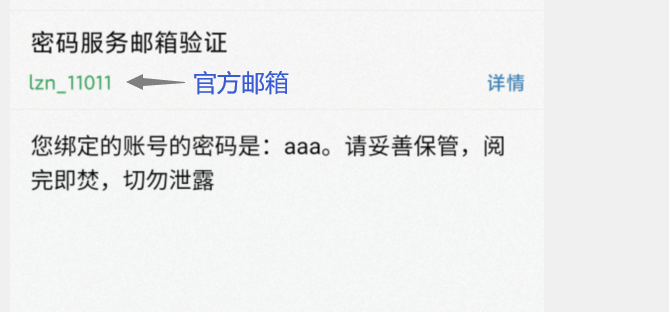 密码服务邮箱验证
lzn_11011 官方邮箱 详情
您绑定的账号的密码是：aaa。请妥善保管，阅
完即焚，切勿泄露